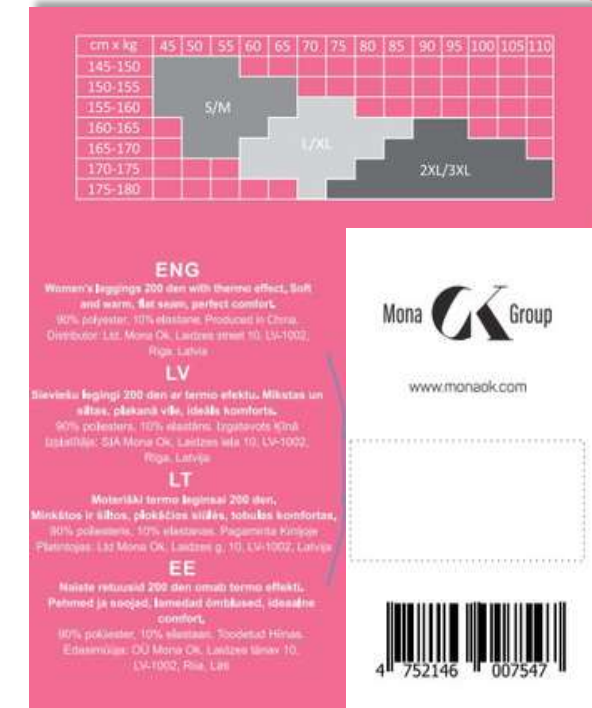 cm x kg 45 50 55 60 65 70 75 80 85 90 95 100 105 110
145-150
150-155
155-160
160-165
165-170
170-175
175-180
S/M
L/XL
2XL/3XL
ENG
Women's leggings 200 den with thermo effect, Soft
and warm, flat seam, perfect comfort.
90% polyester, 10% elastane. Produced in China.
Distributor: Ltd. Mona Ok. Laidzes street 10, LV-1002,
Riga, Latvia
LV
Sieviešu legingi 200 den ar termo efektu. Mīkstas un
siltas, plakanā vīle, ideāls komforts.
90% poliesters, 10% elastāns. Izgatavots Ķīnā
Izplatītājs: SIA Mona Ok, Laidzes iela 10, LV-1002,
Rīga, Latvija
LT
Moteriški termo leginsai 200 den.
Minkštos ir šiltos, plokščios siūlės, tobulas komfortas,
90% poliesteris, 10% elastanas. Pagaminta Kinijoje
Platintojas: Ltd Mona Ok. Laidzes g, 10, LV-1002, Latvija
EE
Naiste retuusid 200 den omab termo effekti,
Pehmed ja soojad, lamedad õmblused, ideaalne
comfort,
90% polüester, 10% elastaan. Toodetud Hiinas.
Edasimüüja: OÜ Mona Ok. Laidzes tänav 10,
LV-1002, Riia, Läti
Mona OK Group
www.monaok.com
4 752146 007547